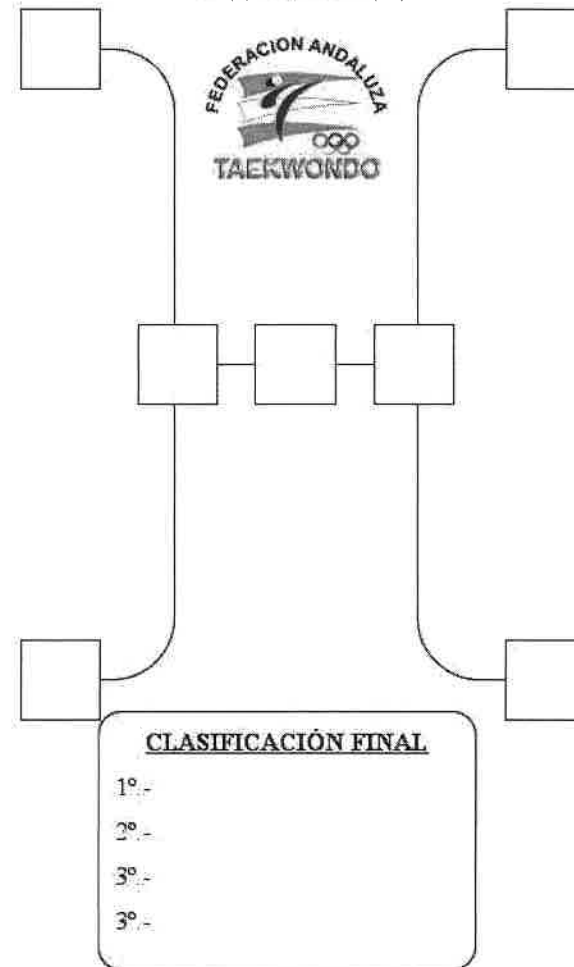 FEDERACION ANDALUZA
TAEKWONDO
CLASIFICACIÓN FINAL
1º.-
2º.-
3º.-
3º.-